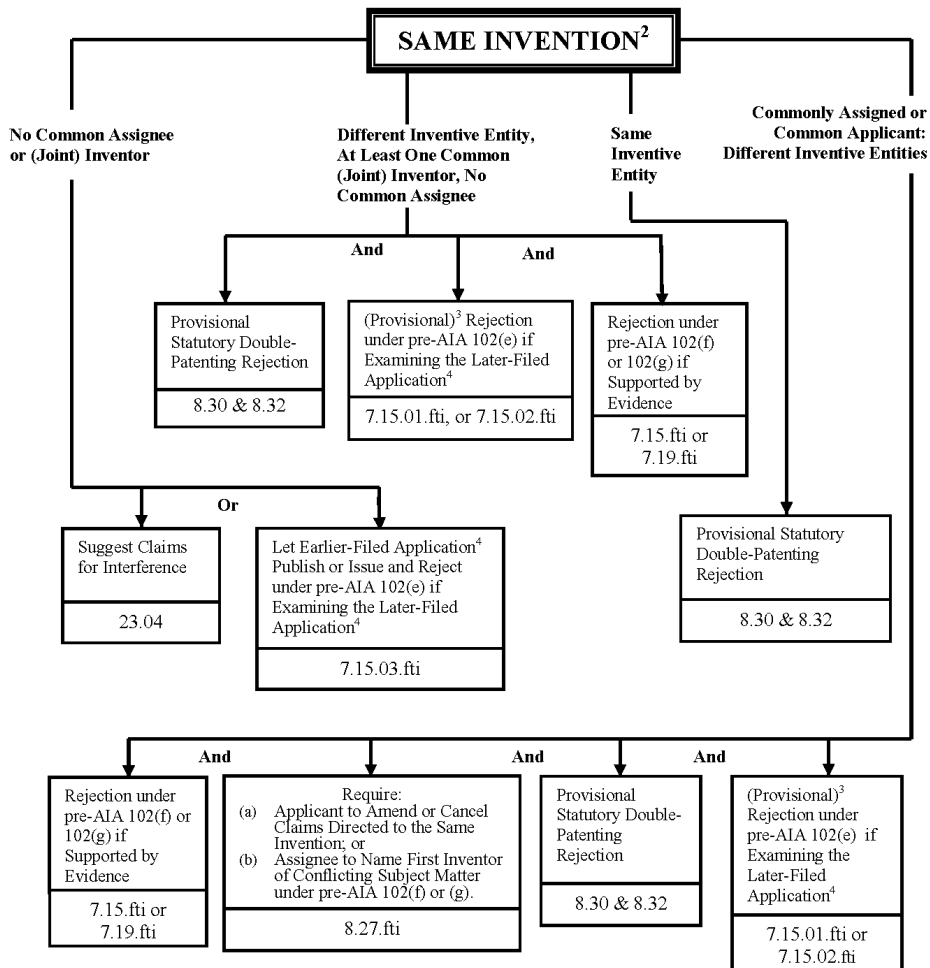 SAME INVENTION²
No Common Assignee
or (Joint) Inventor
Different Inventive Entity,
At Least One Common
(Joint) Inventor, No
Common Assignee
Same
Inventive
Entity
Commonly Assigned or
Common Applicant:
Different Inventive Entities
And
And
Provisional
Statutory Double-
Patenting Rejection
8.30 & 8.32
(Provisional)³ Rejection
under pre-AIA 102(e) if
Examining the Later-Filed
Application⁴
7.15.01.fti, or 7.15.02.fti
Rejection under
pre-AIA 102(f)
or 102(g) if
Supported by
Evidence
7.15.fti or
7.19.fti
Or
Suggest Claims
for Interference
23.04
Let Earlier-Filed Application⁴
Publish or Issue and Reject
under pre-AIA 102(e) if
Examining the Later-Filed
Application⁴
7.15.03.fti
Provisional Statutory
Double-Patenting
Rejection
8.30 & 8.32
And
And
And
Rejection under
pre-AIA 102(f) or
102(g) if
Supported by
Evidence
7.15.fti or
7.19.fti
Require:
(a) Applicant to Amend or Cancel
Claims Directed to the Same
Invention; or
(b) Assignee to Name First Inventor
of Conflicting Subject Matter
under pre-AIA 102(f) or (g).
8.27.fti
Provisional
Statutory Double-
Patenting
Rejection
8.30 & 8.32
(Provisional)³
Rejection under
pre-AIA 102(e) if
Examining the
Later-Filed
Application⁴
7.15.01.fti or
7.15.02.fti